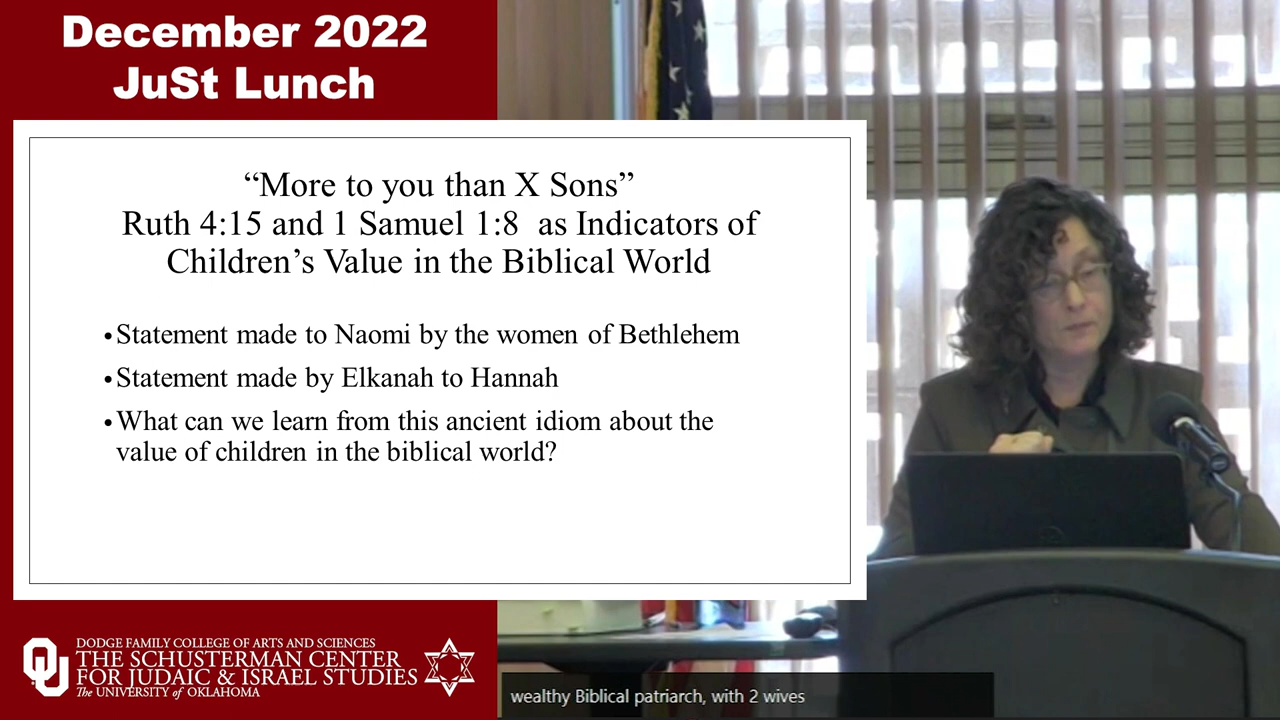 December 2022
JuSt Lunch
“More to you than X Sons”
Ruth 4:15 and 1 Samuel 1:8 as Indicators of
Children’s Value in the Biblical World
•Statement made to Naomi by the women of Bethlehem
•Statement made by Elkanah to Hannah
•What can we learn from this ancient idiom about the
value of children in the biblical world?
OU
DODGE FAMILY COLLEGE OF ARTS AND SCIENCES
THE SCHUSTERMAN CENTER
FOR JUDAIC & ISRAEL STUDIES
The UNIVERSITY of OKLAHOMA
wealthy Biblical patriarch, with 2 wives